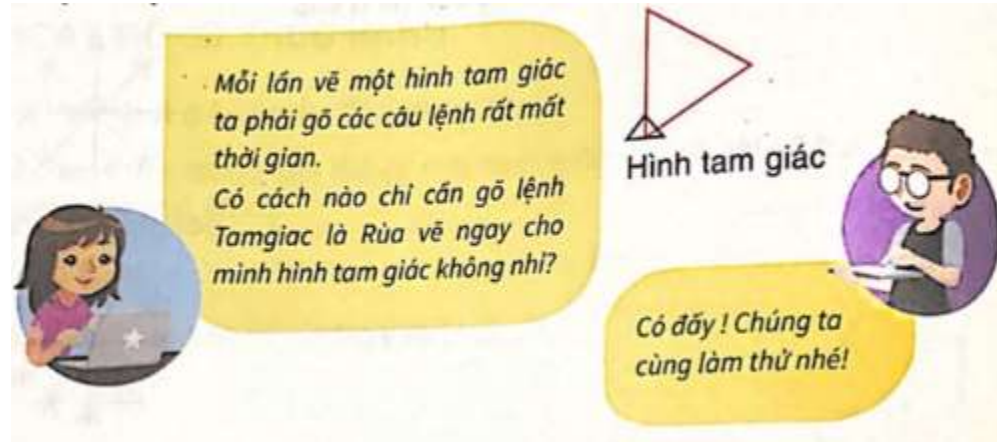 Mỗi lần vẽ một hình tam giác
ta phải gõ các câu lệnh rất mất
thời gian.
Có cách nào chỉ cần gõ lệnh
Tamgiac là Rùa vẽ ngay cho
mình hình tam giác không nhỉ?
Hình tam giác
Có đấy ! Chúng ta
cùng làm thử nhé!